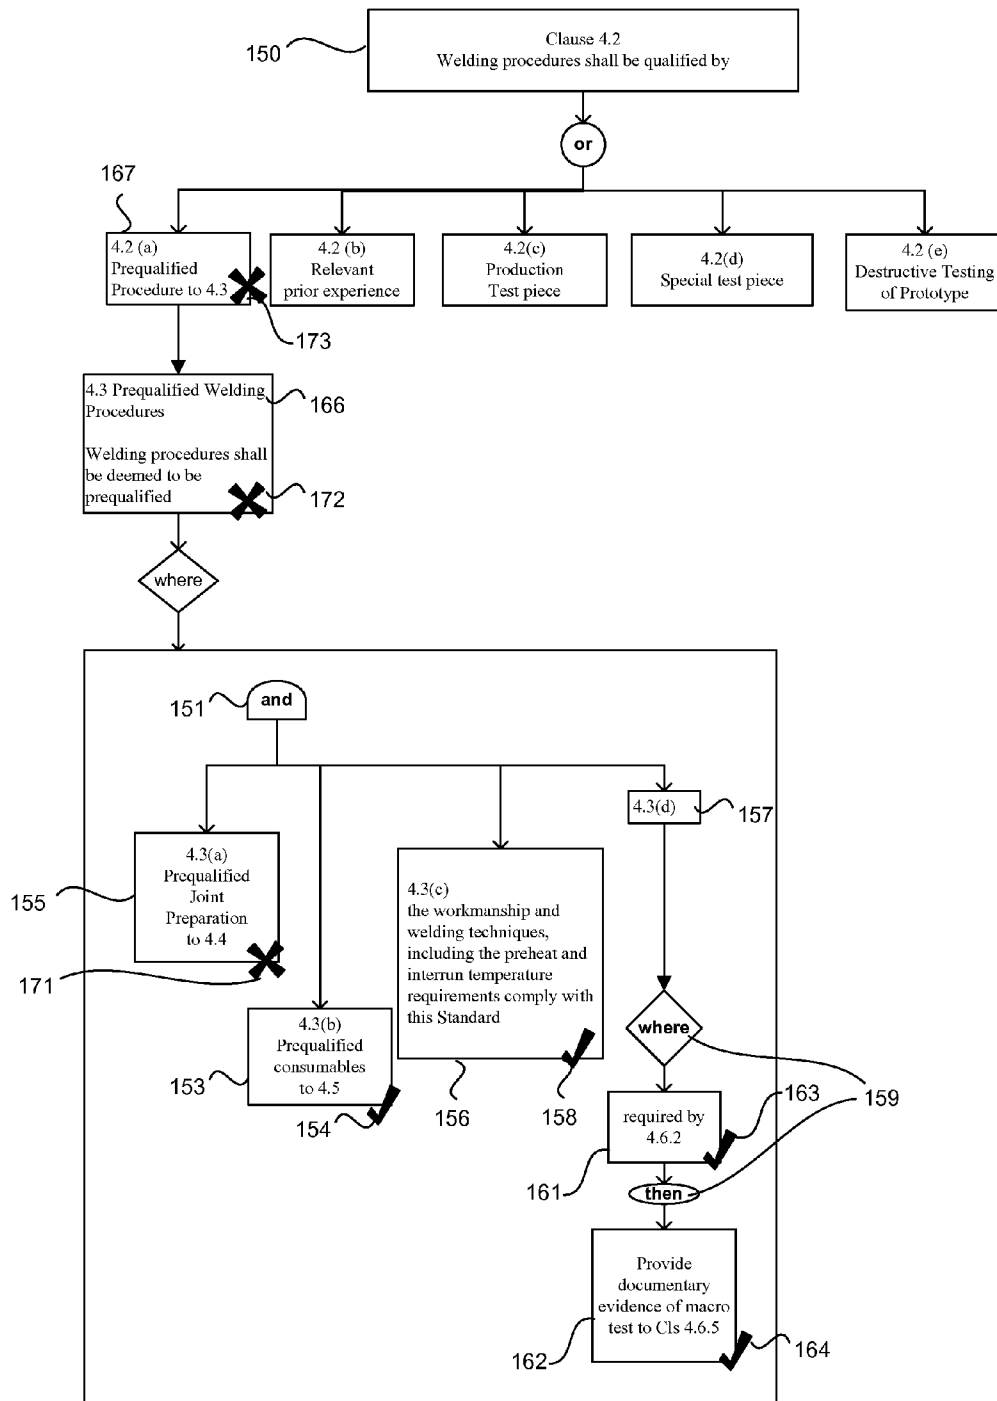 150
Clause 4.2
Welding procedures shall be qualified by
or
167
4.2 (a)
Prequalified
Procedure to 4.3
173
4.2 (b)
Relevant
prior experience
4.2(c)
Production
Test piece
4.2(d)
Special test piece
4.2 (e)
Destructive Testing
of Prototype
4.3 Prequalified Welding
Procedures
Welding procedures shall
be deemed to be
prequalified
166
172
where
151
and
4.3(d)
157
155
4.3(a)
Prequalified
Joint
Preparation
to 4.4
171
4.3(c)
the workmanship and
welding techniques,
including the preheat and
interrun temperature
requirements comply with
this Standard
156
158
153
4.3(b)
Prequalified
consumables
to 4.5
154
where
159
required by
4.6.2
163
161
then
Provide
documentary
evidence of macro
test to Cls 4.6.5
162
164